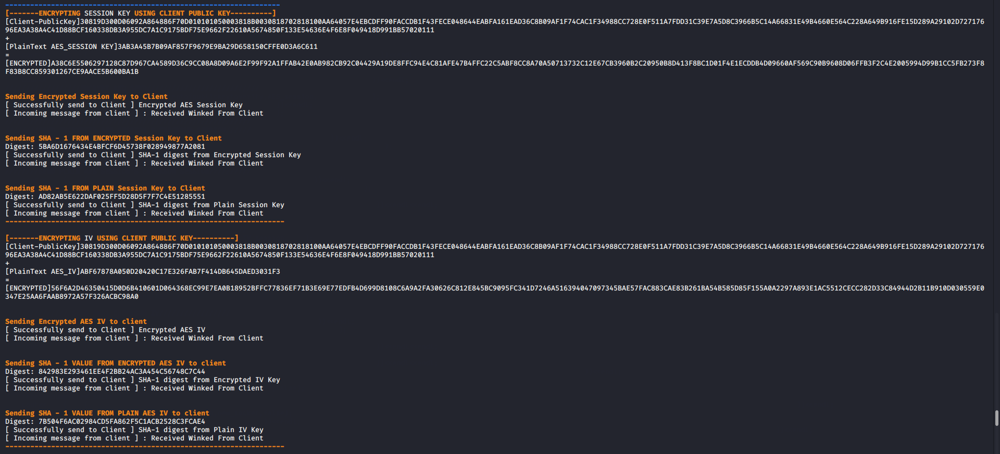 ------------------------------------------------------------------
[-------ENCRYPTING SESSION KEY USING CLIENT PUBLIC KEY----------]
[Client-PublicKey]30819D300D06092A864886F70D010101050003818B0030818702818100AA64057E4EBCDFF90FACCDB1F43FECE048644EABFA161EAD36C8B09AF1F74CAC1F34988CC728E0F511A7FDD31C39E7A5D8C3966B5C14A66831E49B4660E564C228A649B916FE15D289A29102D727176
96EA3A38A4C41D88BCF160338DB3A955DC7A1C9175BDF75E9662F22610A5674850F133E54636E4F6E8F049418D991BB57020111
+
[PlainText AES_SESSION KEY]3AB3A45B7B09AF857F9679E9BA29D658150CFFE0D3A6C611
=
[ENCRYPTED]A38C6E5506297128C87D967CA4589D36C9CC08A8D09A6E2F99F92A1FFAB42E0AB982CB92C04429A19DE8FFC94E4C81AFE47B4FFC22C5ABF8CC8A70A50713732C12E67CB3960B2C20950B8D413F8BC1D01F4E1ECDDB4D09660AF569C90B9608D06FFB3F2C4E2005994D99B1CC5FB273F8
F83B8CC859301267CE9AACE5B600BA1B
Sending Encrypted Session Key to Client
[ Successfully send to Client ] Encrypted AES Session Key
[ Incoming message from client ] : Received Winked From Client
Sending SHA - 1 FROM ENCRYPTED Session Key to Client
Digest: 5BA6D1676434E4BFCF6D45738F028949877A2081
[ Successfully send to Client ] SHA-1 digest from Encrypted Session Key
[ Incoming message from client ] : Received Winked From Client
Sending SHA - 1 FROM PLAIN Session Key to Client
Digest: AD82AB5E622DAF025FF5D28D5F7F7C4E51285551
[ Successfully send to Client ] SHA-1 digest from Plain Session Key
[ Incoming message from client ] : Received Winked From Client
-------------------------------------------------------------------
[-------ENCRYPTING IV USING CLIENT PUBLIC KEY----------]
[Client-PublicKey]30819D300D06092A864886F70D010101050003818B0030818702818100AA64057E4EBCDFF90FACCDB1F43FECE048644EABFA161EAD36C8B09AF1F74CAC1F34988CC728E0F511A7FDD31C39E7A5D8C3966B5C14A66831E49B4660E564C228A649B916FE15D289A29102D727176
96EA3A38A4C41D88BCF160338DB3A955DC7A1C9175BDF75E9662F22610A5674850F133E54636E4F6E8F049418D991BB57020111
+
[PlainText AES_IV]ABF67878A050D20420C17E326FAB7F414DB645DAED3031F3
=
[ENCRYPTED]56F6A2D46350415D0D6B410601D064368EC99E7EA0B18952BFFC77836EF71B3E69E77EDFB4D699D8108C6A9A2FA30626C812E845BC9095FC341D7246A516394047097345BAE57FAC883CAE83B261BA54B585D85F155A0A2297A893E1AC5512CECC282D33C84944D2B11B910D030559E0
347E25AA6FAAB8972A57F326ACBC98A0
Sending Encrypted AES IV to client
[ Successfully send to Client ] Encrypted AES IV
[ Incoming message from client ] : Received Winked From Client
Sending SHA - 1 VALUE FROM ENCRYPTED AES IV to client
Digest: 842983E293461EE4F2BB24AC3A454C56748C7C44
[ Successfully send to Client ] SHA-1 digest from Encrypted IV Key
[ Incoming message from client ] : Received Winked From Client
Sending SHA - 1 VALUE FROM PLAIN AES IV to client
Digest: 7B504F6AC02984CD5FA862F5C1ACB2528C3FCAE4
[ Successfully send to Client ] SHA-1 digest from Plain IV Key
[ Incoming message from client ] : Received Winked From Client
-------------------------------------------------------------------